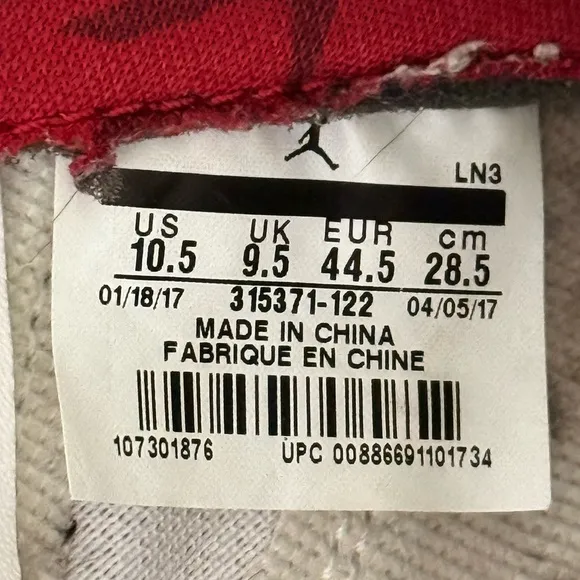 LN3
US UK EUR cm
10.5 9.5 44.5 28.5
01/18/17 315371-122 04/05/17
MADE IN CHINA
FABRIQUE EN CHINE
107301876 UPC 00886691101734